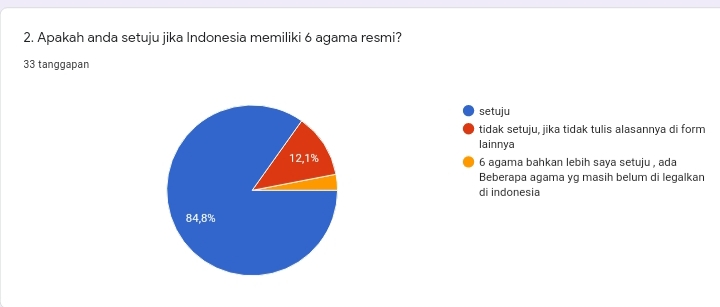 2. Apakah anda setuju jika Indonesia memiliki 6 agama resmi?
33 tanggapan
setuju
tidak setuju, jika tidak tulis alasannya di form
lainnya
6 agama bahkan lebih saya setuju , ada
Beberapa agama yg masih belum di legalkan
di indonesia
12,1%
84,8%